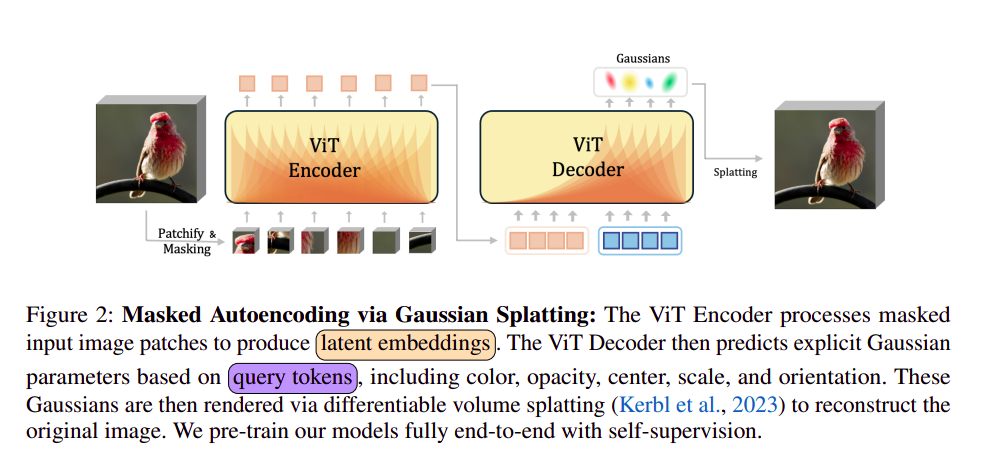 Gaussians
ViT
Encoder
ViT
Decoder
Splatting
Patchify &
Masking
Figure 2: Masked Autoencoding via Gaussian Splatting: The ViT Encoder processes masked
input image patches to produce latent embeddings. The ViT Decoder then predicts explicit Gaussian
parameters based on query tokens, including color, opacity, center, scale, and orientation. These
Gaussians are then rendered via differentiable volume splatting (Kerbl et al., 2023) to reconstruct the
original image. We pre-train our models fully end-to-end with self-supervision.